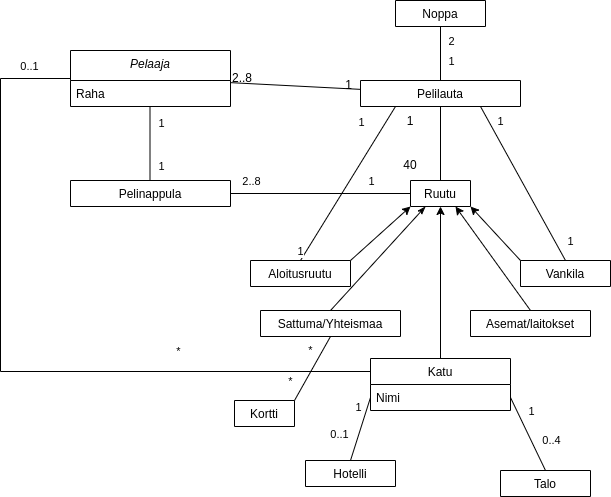 Noppa
0..1
2
Pelaaja
1
2..8
1
Raha
Pelilauta
1
1
1
1
1
40
2..8
1
Pelinappula
Ruutu
1
1
Aloitusruutu
Vankila
Sattuma/Yhteismaa
Asemat/laitokset
*
*
Katu
*
Nimi
Kortti
1
1
0..1
0..4
Hotelli
Talo